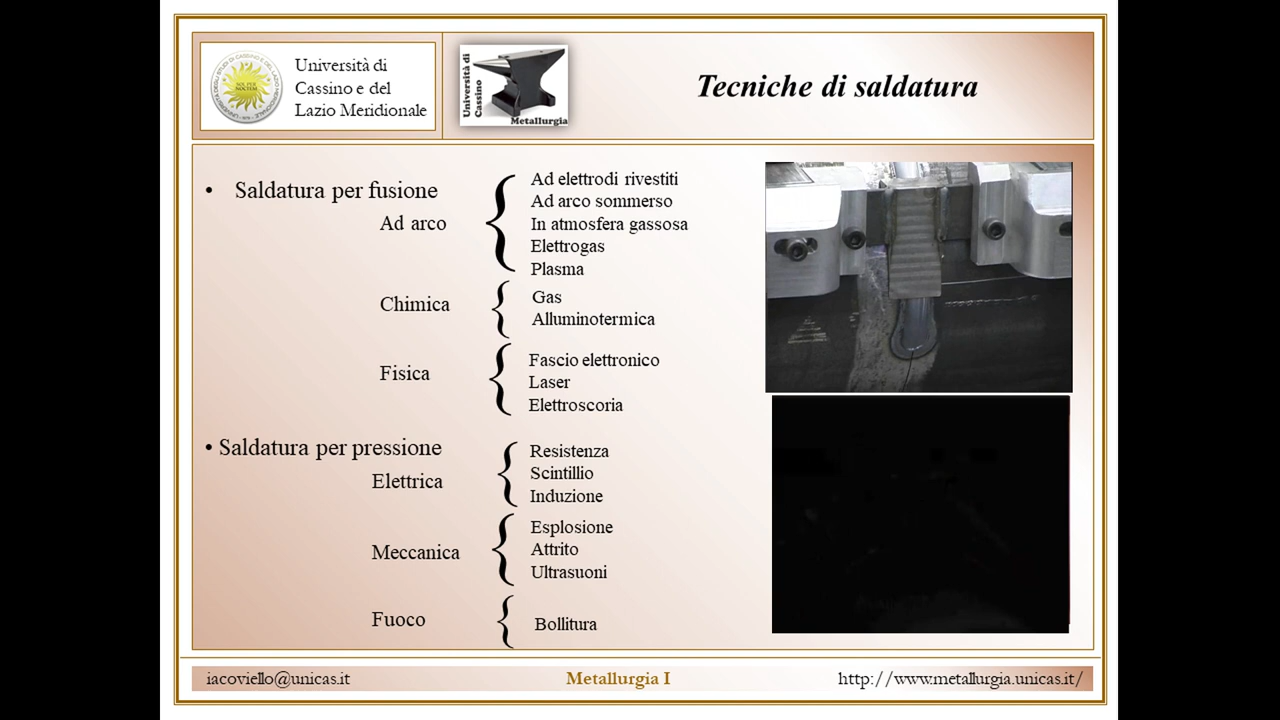 Università di
Cassino e del
Lazio Meridionale
Università di
Cassino
Metallurgia
Tecniche di saldatura
• Saldatura per fusione
Ad arco
Ad elettrodi rivestiti
Ad arco sommerso
In atmosfera gassosa
Elettrogas
Plasma
Chimica
Gas
Alluminotermica
Fisica
Fascio elettronico
Laser
Elettroscoria
• Saldatura per pressione
Elettrica
Resistenza
Scintillio
Induzione
Meccanica
Esplosione
Attrito
Ultrasuoni
Fuoco
Bollitura
iacoviello@unicas.it
Metallurgia I
http://www.metallurgia.unicas.it/